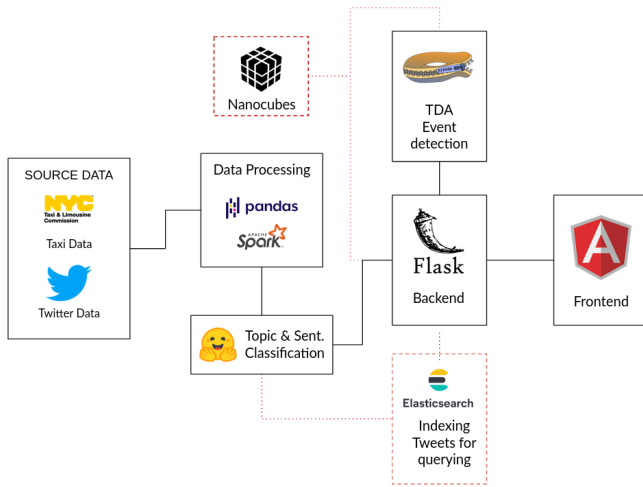 Nanocubes
TDA
Event
detection
SOURCE DATA
NYC
Taxi & Limousine
Commission
Taxi Data
Twitter Data
Data Processing
pandas
APACHE
Spark
Topic & Sent.
Classification
Flask
Backend
A
Frontend
Elasticsearch
Indexing
Tweets for
querying